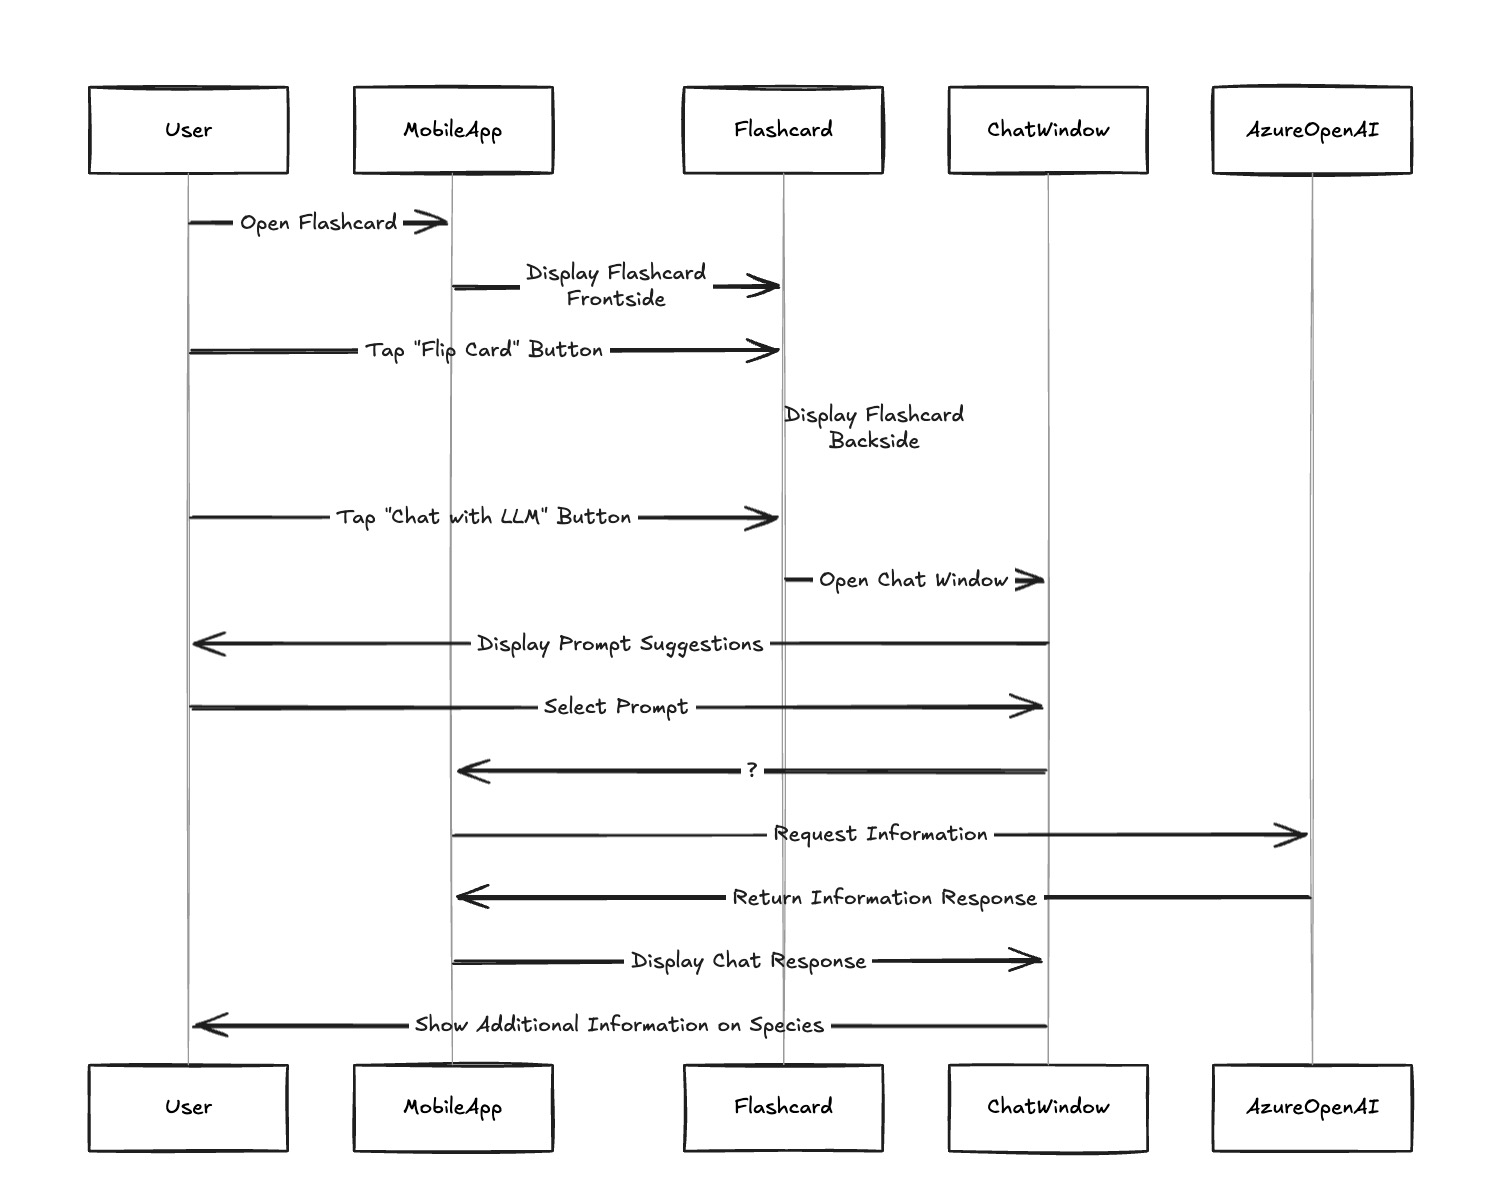 User
MobileApp
Flashcard
ChatWindow
AzureOpenAI
Open Flashcard
Display Flashcard
Frontside
Tap "Flip Card" Button
Display Flashcard
Backside
Tap "Chat with LLM" Button
Open Chat Window
Display Prompt Suggestions
Select Prompt
?
Request Information
Return Information Response
Display Chat Response
Show Additional Information on Species
User
MobileApp
Flashcard
ChatWindow
AzureOpenAI